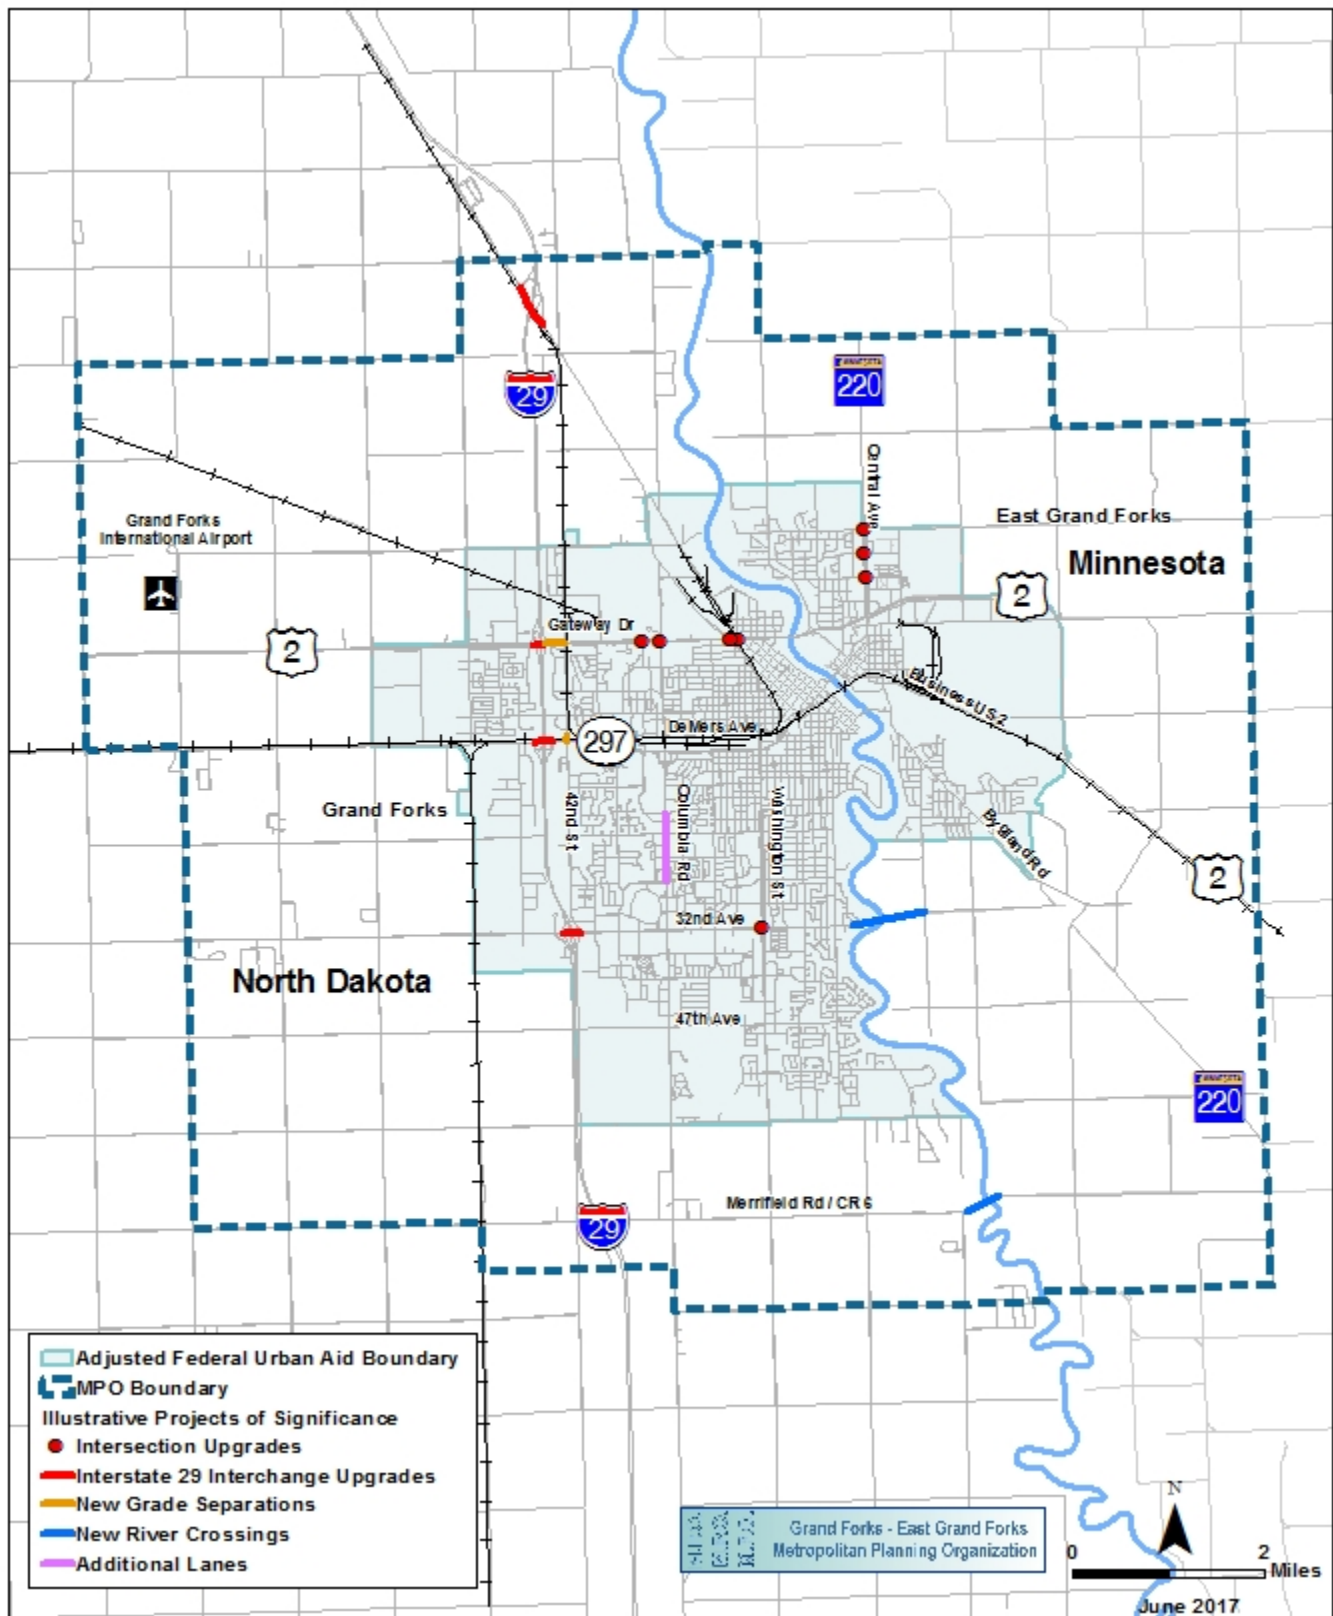 29
MINNESOTA
220
Central Ave
Grand Forks
International Airport
East Grand Forks
Minnesota
2
2
Gateway Dr
Business US 2
DeMers Ave
297
Grand Forks
42nd St
Columbia Rd
Washington St
Bygland Rd
2
32nd Ave
North Dakota
47th Ave
MINNESOTA
220
Merrifield Rd / CR 6
29
Adjusted Federal Urban Aid Boundary
MPO Boundary
Illustrative Projects of Significance
Intersection Upgrades
Interstate 29 Interchange Upgrades
New Grade Separations
New River Crossings
Additional Lanes
Grand Forks - East Grand Forks
Metropolitan Planning Organization
N
0 2
Miles
June 2017